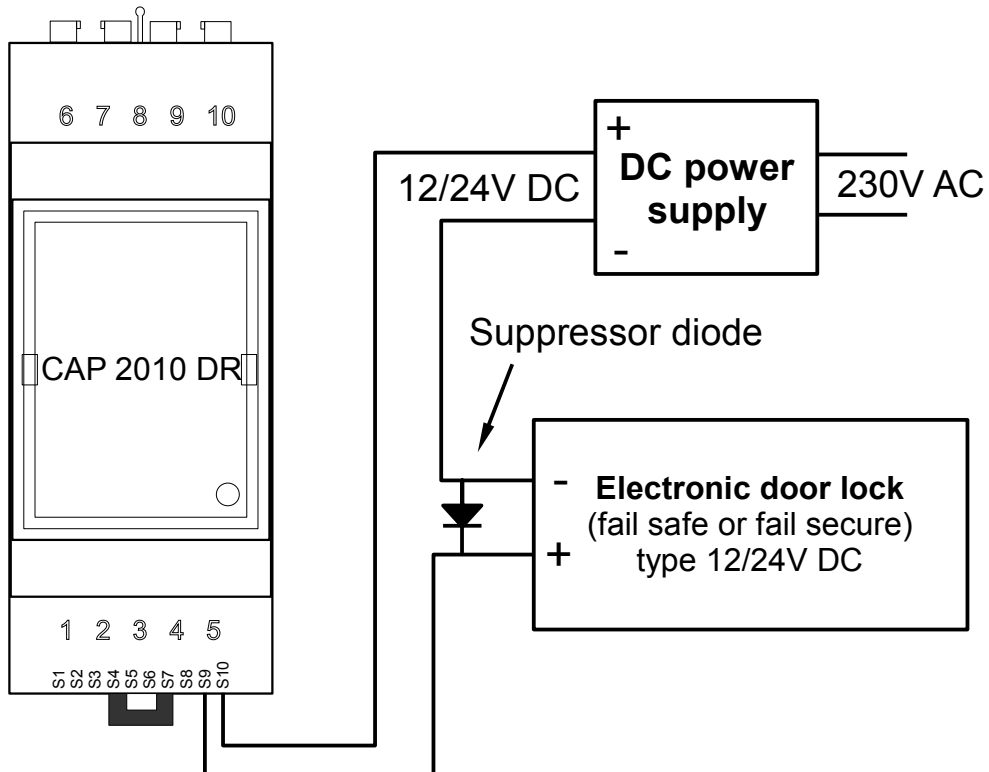 6 7 8 9 10
+
DC power
supply
-
12/24V DC
230V AC
Suppressor diode
CAP 2010 DR
-
Electronic door lock
(fail safe or fail secure)
+
type 12/24V DC
1 2 3 4 5
S1 S2 S3 S4 S5 S6 S7 S8 S9 S10